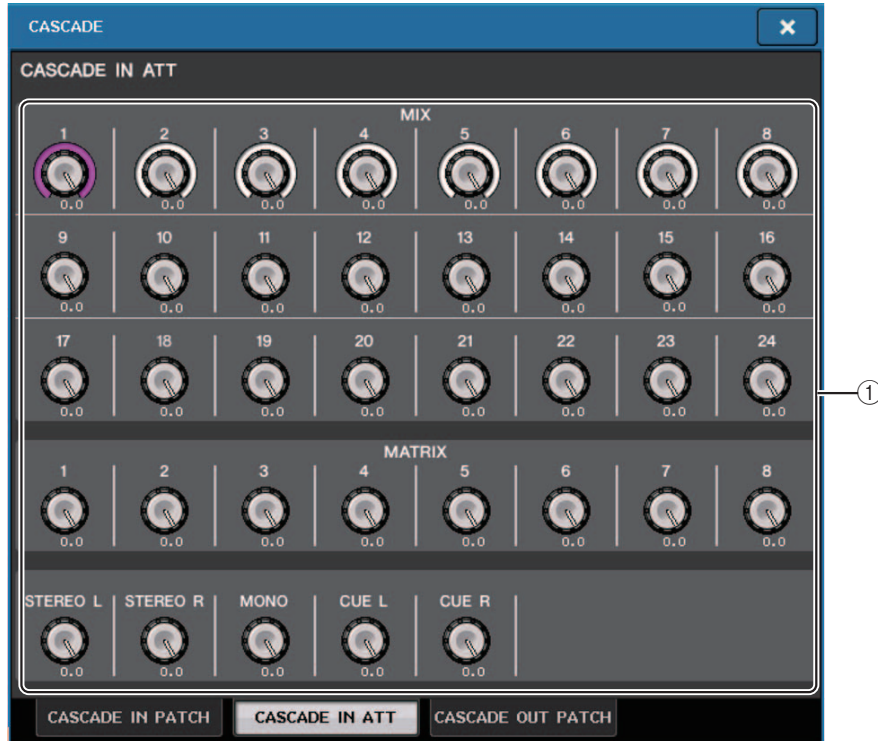 CASCADE
CASCADE IN ATT
MIX
1 2 3 4 5 6 7 8
0.0 0.0 0.0 0.0 0.0 0.0 0.0 0.0
9 10 11 12 13 14 15 16
0.0 0.0 0.0 0.0 0.0 0.0 0.0 0.0
17 18 19 20 21 22 23 24
0.0 0.0 0.0 0.0 0.0 0.0 0.0 0.0
①
MATRIX
1 2 3 4 5 6 7 8
0.0 0.0 0.0 0.0 0.0 0.0 0.0 0.0
STEREO L STEREO R MONO CUE L CUE R
0.0 0.0 0.0 0.0 0.0
CASCADE IN PATCH CASCADE IN ATT CASCADE OUT PATCH